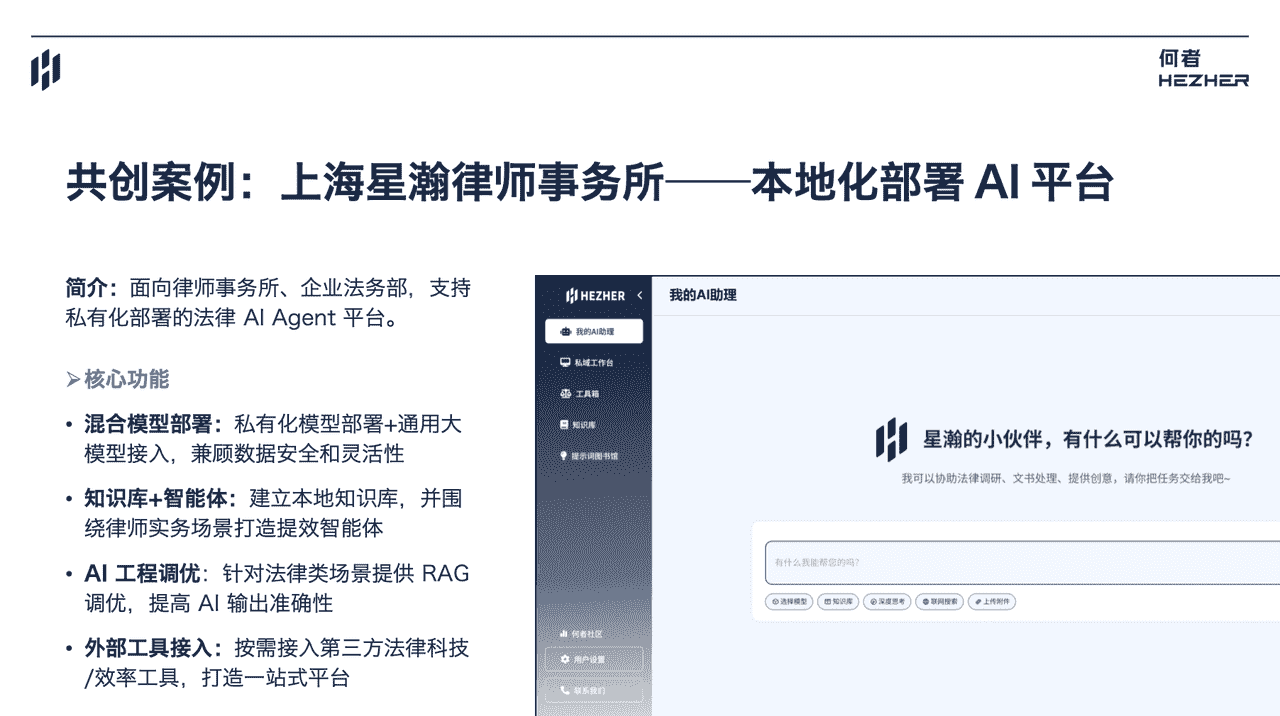 何者
HEZHER
共创案例：上海星瀚律师事务所——本地化部署 AI 平台
简介：面向律师事务所、企业法务部，支持
私有化部署的法律 AI Agent 平台。
➢核心功能
• 混合模型部署：私有化模型部署+通用大
模型接入，兼顾数据安全和灵活性
• 知识库+智能体：建立本地知识库，并围
绕律师实务场景打造提效智能体
• AI 工程调优：针对法律类场景提供 RAG
调优，提高 AI 输出准确性
• 外部工具接入：按需接入第三方法律科技
/效率工具，打造一站式平台
HEZHER
我的AI助理
私域工作台
工具箱
知识库
提示词图书馆
何者社区
用户设置
联系我们
我的AI助理
星瀚的小伙伴，有什么可以帮你的吗？
我可以协助法律调研、文书处理、提供创意，请你把任务交给我吧~
有什么我能帮您的吗?
选择模型 知识库 深度思考 联网搜索 上传附件